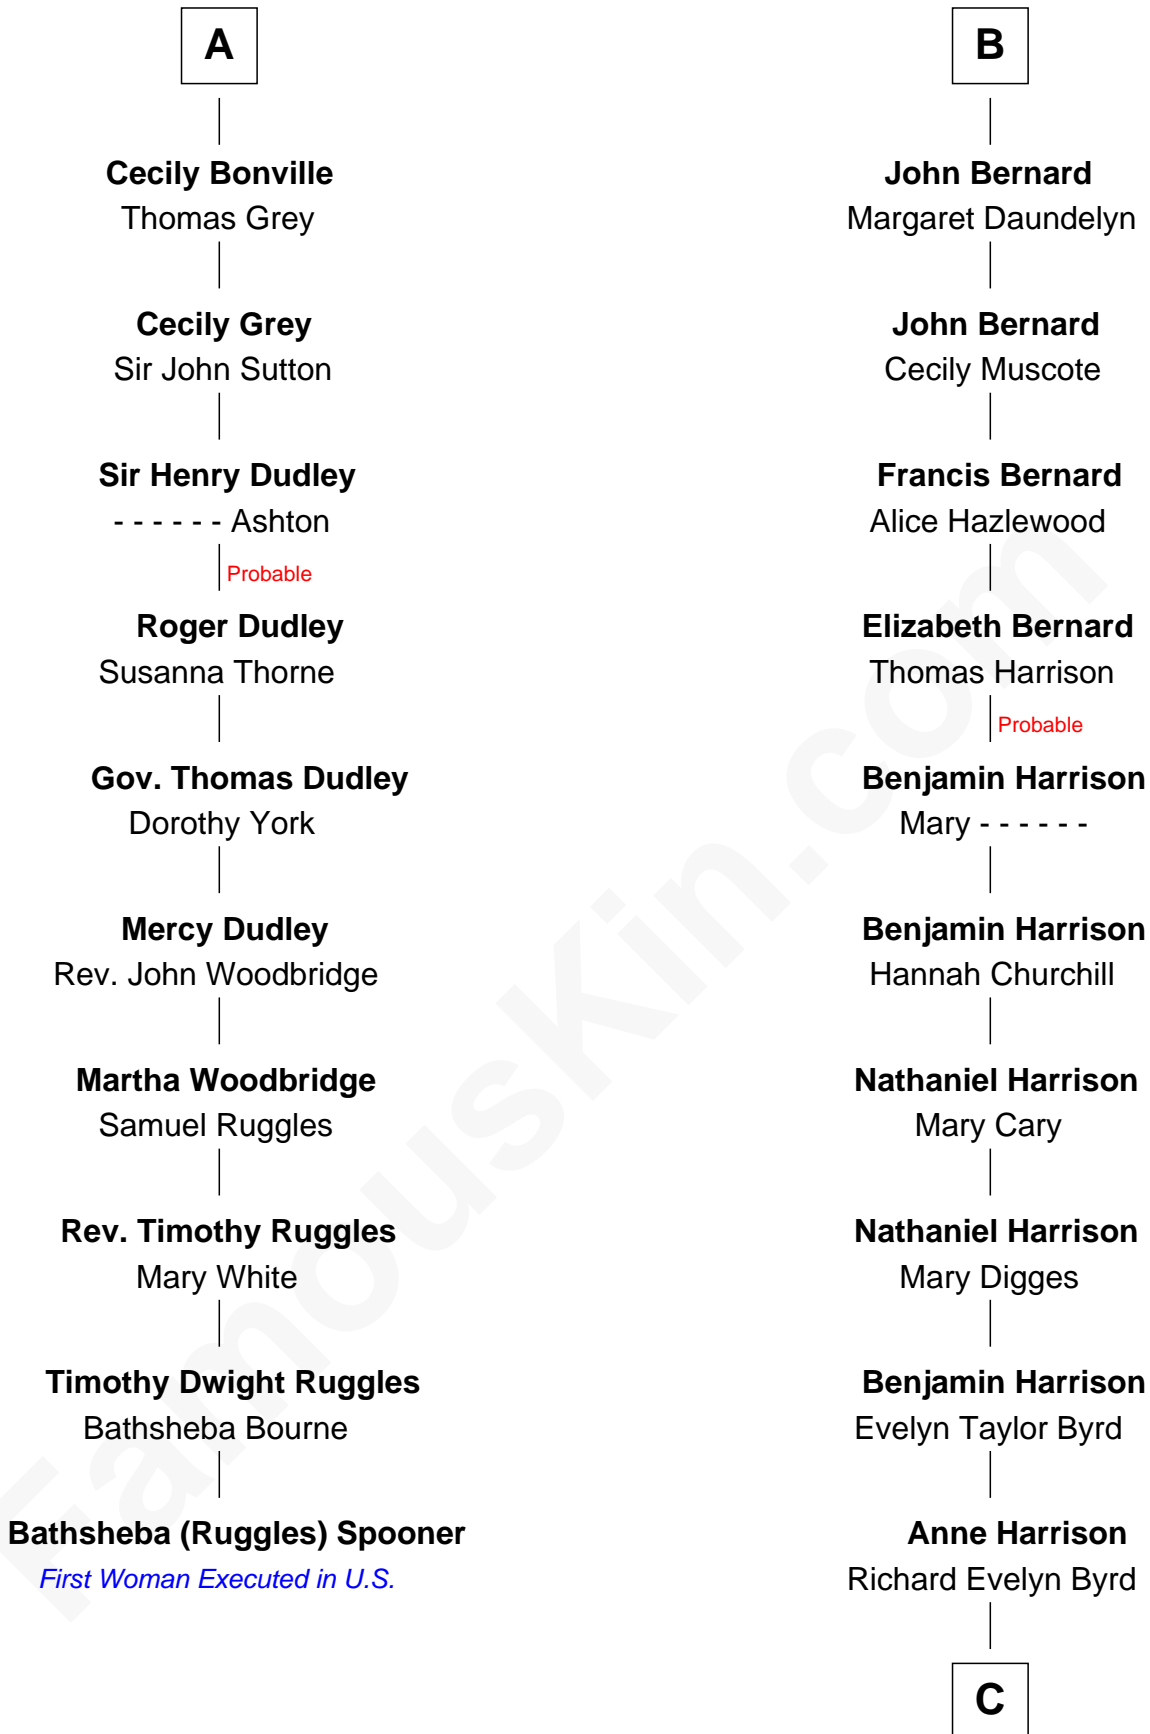 A
Cecily Bonville
Thomas Grey
Cecily Grey
Sir John Sutton
Sir Henry Dudley
- - - - - - Ashton
Probable
Roger Dudley
Susanna Thorne
Gov. Thomas Dudley
Dorothy York
Mercy Dudley
Rev. John Woodbridge
Martha Woodbridge
Samuel Ruggles
Rev. Timothy Ruggles
Mary White
Timothy Dwight Ruggles
Bathsheba Bourne
Bathsheba (Ruggles) Spooner
First Woman Executed in U.S.
B
John Bernard
Margaret Daundelyn
John Bernard
Cecily Muscote
Francis Bernard
Alice Hazlewood
Elizabeth Bernard
Thomas Harrison
Probable
Benjamin Harrison
Mary - - - - - -
Benjamin Harrison
Hannah Churchill
Nathaniel Harrison
Mary Cary
Nathaniel Harrison
Mary Digges
Benjamin Harrison
Evelyn Taylor Byrd
Anne Harrison
Richard Evelyn Byrd
C
FamousKin.com